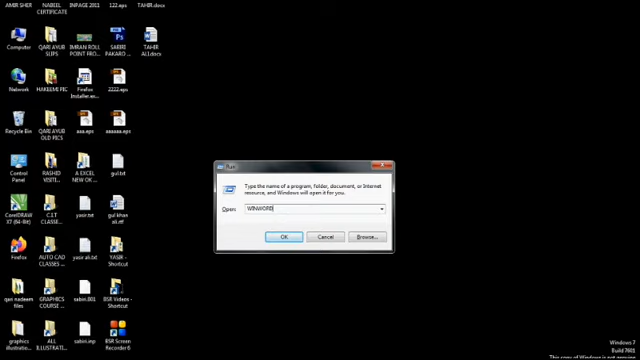 AMIR SHER
NABEEL CERTIFICATE
INPAGE 2011
122.eps
TAHIR.docx
Computer
QARI AYUB SLIPS
IMRAN ROLL POINT FRO...
SABIRI PAKARO...
TAHIR ALI.docx
Network
HAKEEMI FIC
Firefox Installer.ex...
2222.eps
Recycle Bin
QARI AYUB OLD PICS
aaa.eps
aaaaaa.eps
Control Panel
RASHID VISITI...
A EXCEL NEW OK ...
gul.txt
CorelDRAW X7 (64-Bit)
C.I.T CLASSE...
yasir.txt
gul khan ali.rtf
Firefox
AUTO CAD CLASSES ...
yasir ali.txt
YASIR - Shortcut
qari nadeem files
GRAPHICS COURSE ...
sabiri.001
BSR Videos - Shortcut
graphics illustratio...
ALL ILLUSTRATI...
sabiri.inp
BSR Screen Recorder 6
Run
Type the name of a program, folder, document, or Internet
resource, and Windows will open it for you.
Open:
WINWORD
OK
Cancel
Browse...
Windows 7
Build 7601
This copy of Windows is not genuine